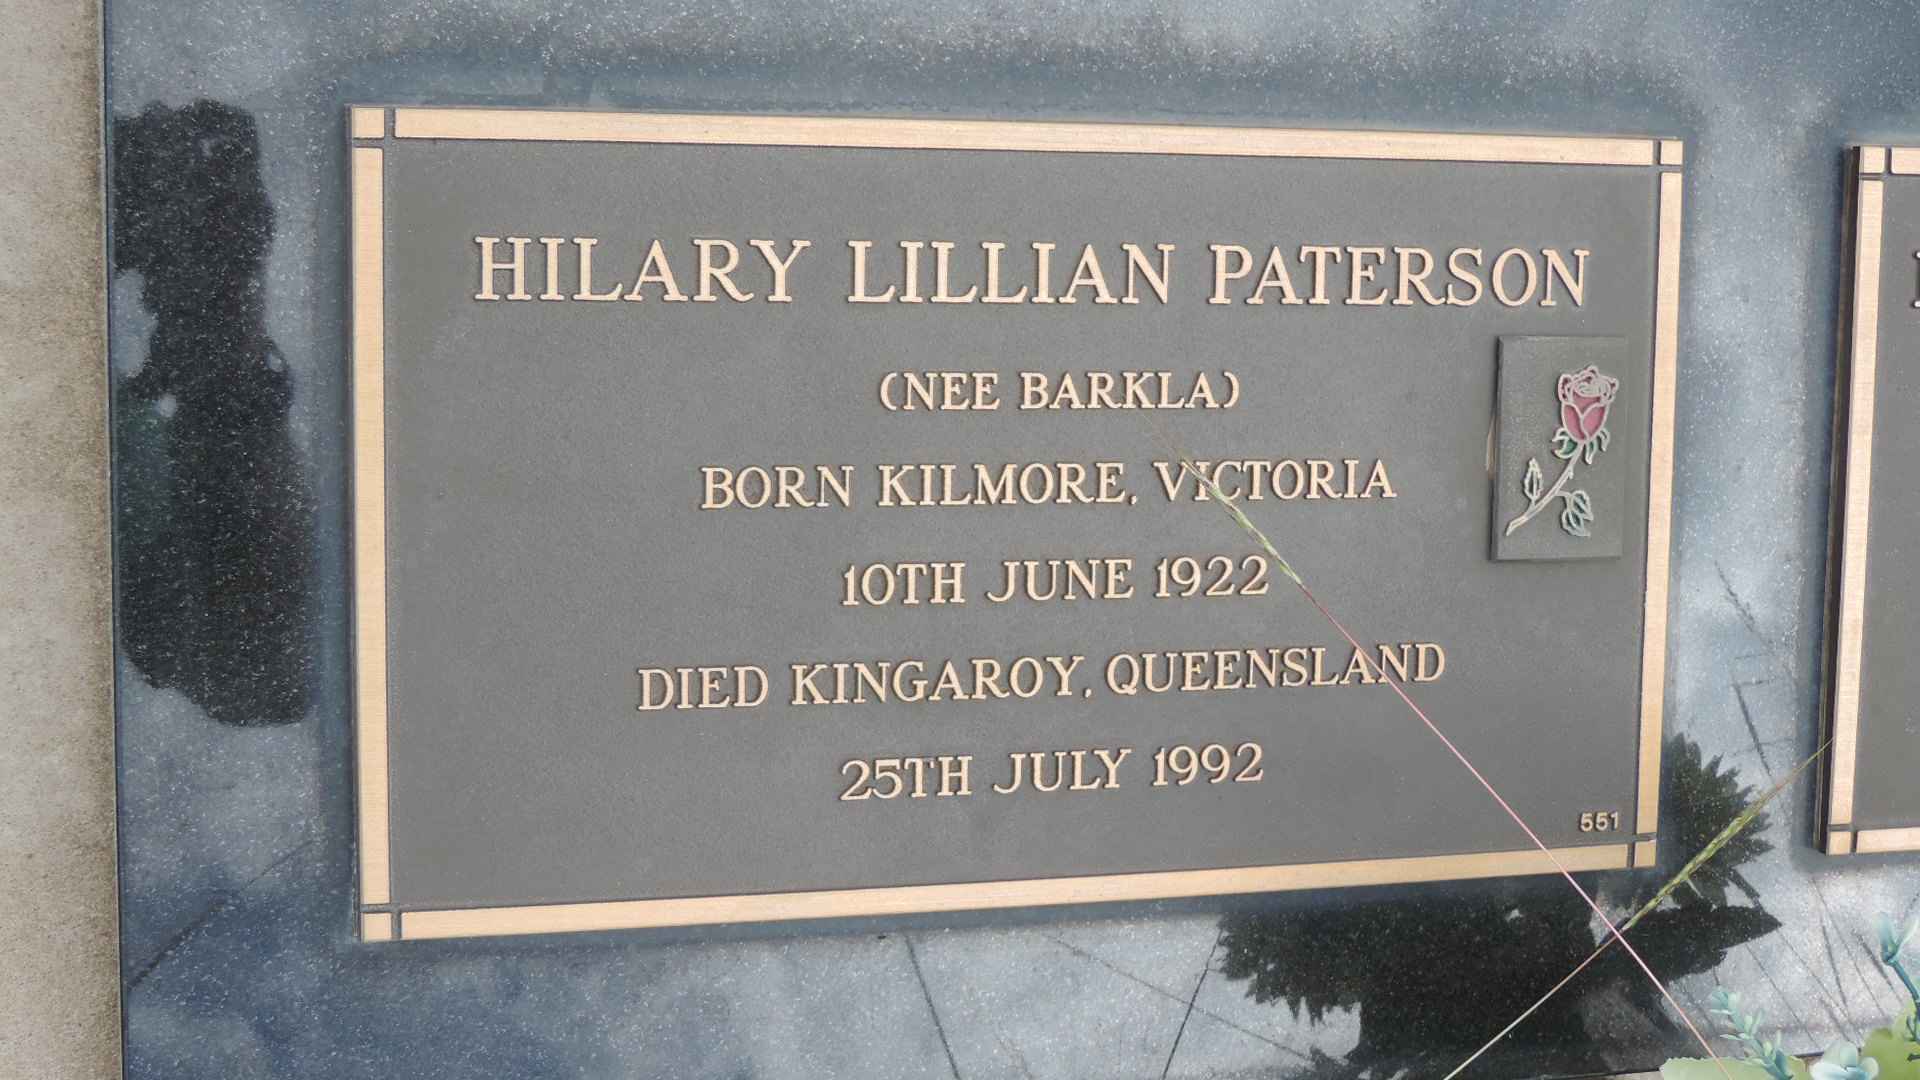 HILARY LILLIAN PATERSON
(NEE BARKLA)
BORN KILMORE, VICTORIA
10TH JUNE 1922
DIED KINGAROY, QUEENSLAND
25TH JULY 1992
551